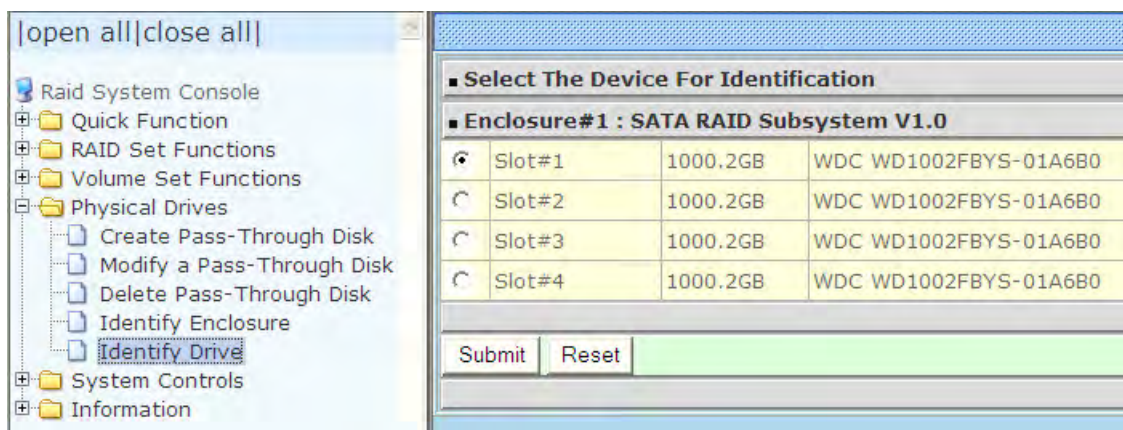 |open all|close all|
Raid System Console
Quick Function
RAID Set Functions
Volume Set Functions
Physical Drives
Create Pass-Through Disk
Modify a Pass-Through Disk
Delete Pass-Through Disk
Identify Enclosure
Identify Drive
System Controls
Information
Select The Device For Identification
Enclosure#1 : SATA RAID Subsystem V1.0
Slot#1 1000.2GB WDC WD1002FBYS-01A6B0
Slot#2 1000.2GB WDC WD1002FBYS-01A6B0
Slot#3 1000.2GB WDC WD1002FBYS-01A6B0
Slot#4 1000.2GB WDC WD1002FBYS-01A6B0
Submit Reset